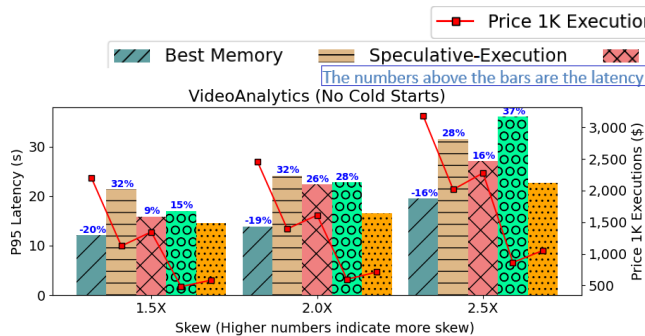 Price 1K Execution
Best Memory Speculative-Execution
The numbers above the bars are the latency
VideoAnalytics (No Cold Starts)
P95 Latency (s)
30
20
10
0
-20% 32% 9% 15%
-19% 32% 26% 28%
-16% 28% 16% 37%
3,000
2,500
2,000
1,500
1,000
500
Price 1K Executions ($)
1.5X 2.0X 2.5X
Skew (Higher numbers indicate more skew)